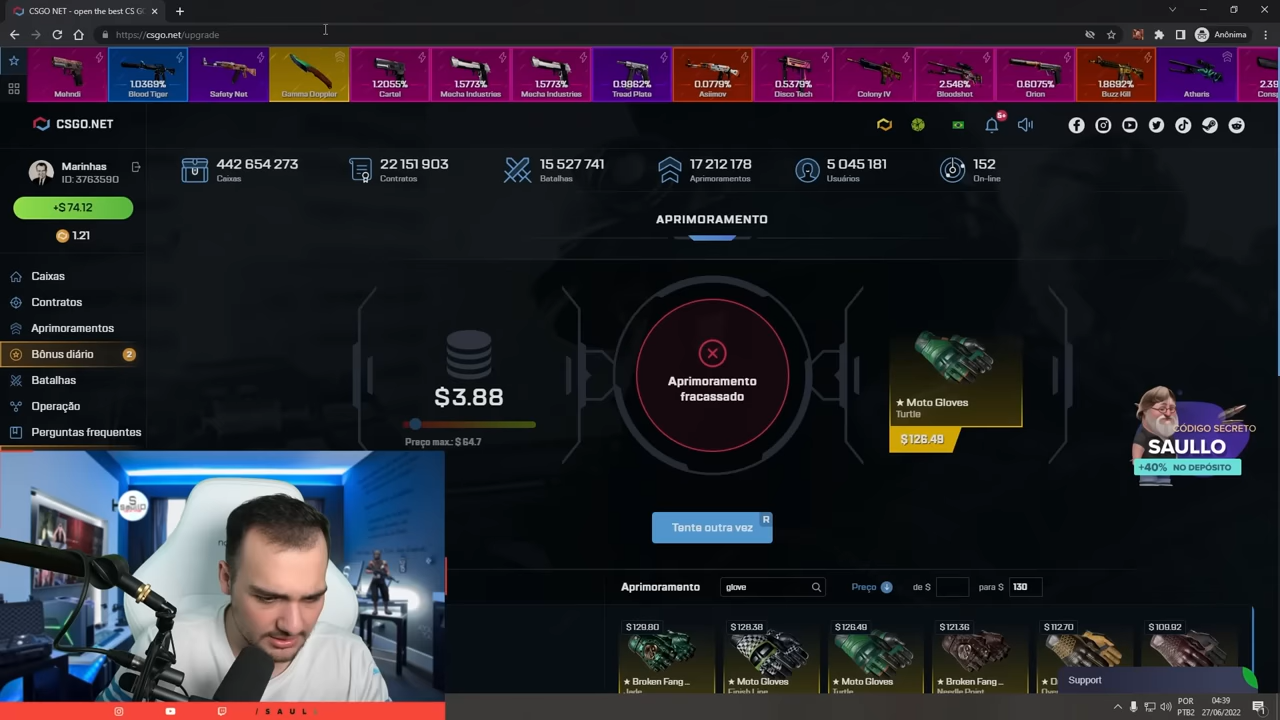 CSGO NET - open the best CS G
https://csgo.net/upgrade
Anônima
Mehndi
1.0369%
Blood Tiger
Safety Net
Gamma Doppler
1.2055%
Cartel
1.5773%
Mecha Industries
1.5773%
Mecha Industries
0.9862%
Tread Plate
0.0779%
Asiimov
0.5379%
Disco Tech
Colony IV
2.546%
Bloodshot
0.6075%
Orion
1.8692%
Buzz Kill
Atheris
2.39
Consp
CSGO.NET
5+
Marinhas
ID: 3763590
+$ 74.12
1.21
442 654 273
Caixas
22 151 903
Contratos
15 527 741
Batalhas
17 212 178
Aprimoramentos
5 045 181
Usuários
152
On-line
APRIMORAMENTO
Caixas
Contratos
Aprimoramentos
Bônus diário
2
Batalhas
Operação
Perguntas frequentes
$3.88
Preço max.: $ 64.7
Aprimoramento
fracassado
★ Moto Gloves
Turtle
$126.49
CÓDIGO SECRETO
SAULLO
+40% NO DEPÓSITO
Tente outra vez
R
Aprimoramento
glove
Preço
de $
para $
130
$129.80
★ Broken Fang ...
Jade
$128.38
★ Moto Gloves
Finish Line
$126.49
★ Moto Gloves
Turtle
$121.36
★ Broken Fang ...
Needle Point
$112.70
$109.92
Support
/SAUL
POR
PTB2
04:39
27/06/2022